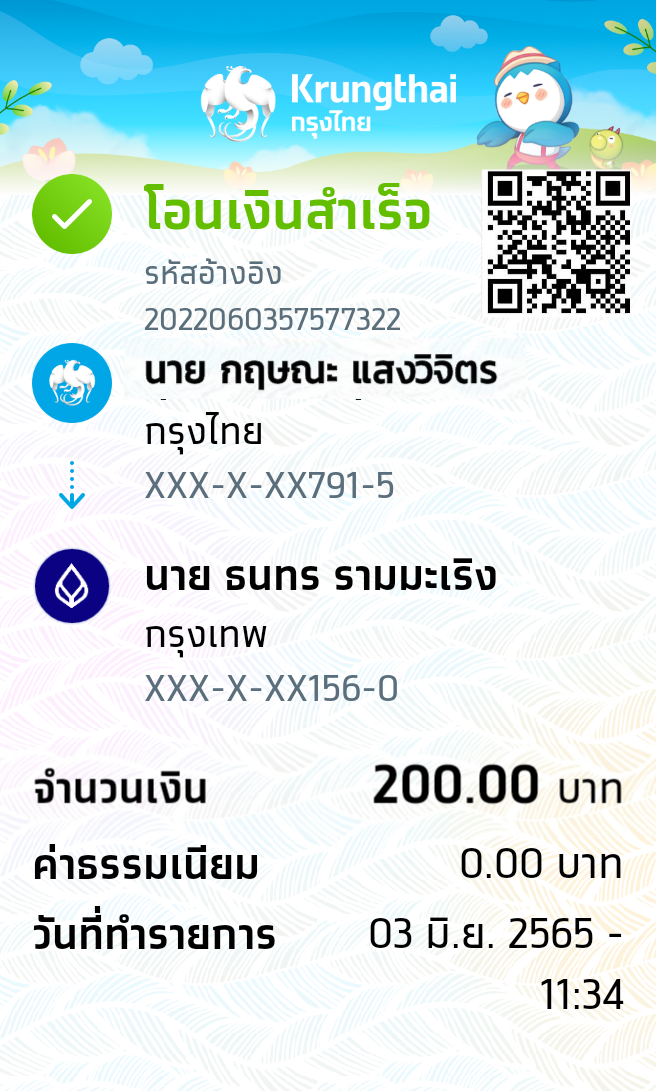 Krungthai
กรุงไทย
โอนเงินสำเร็จ
รหัสอ้างอิง
2022060357577322
นาย กฤษณะ แสงวิจิตร
กรุงไทย
XXX-X-XX791-5
นาย ธนทร รามมะเริง
กรุงเทพ
XXX-X-XX156-0
จำนวนเงิน 200.00 บาท
ค่าธรรมเนียม 0.00 บาท
วันที่ทำรายการ 03 มิ.ย. 2565 -
11:34